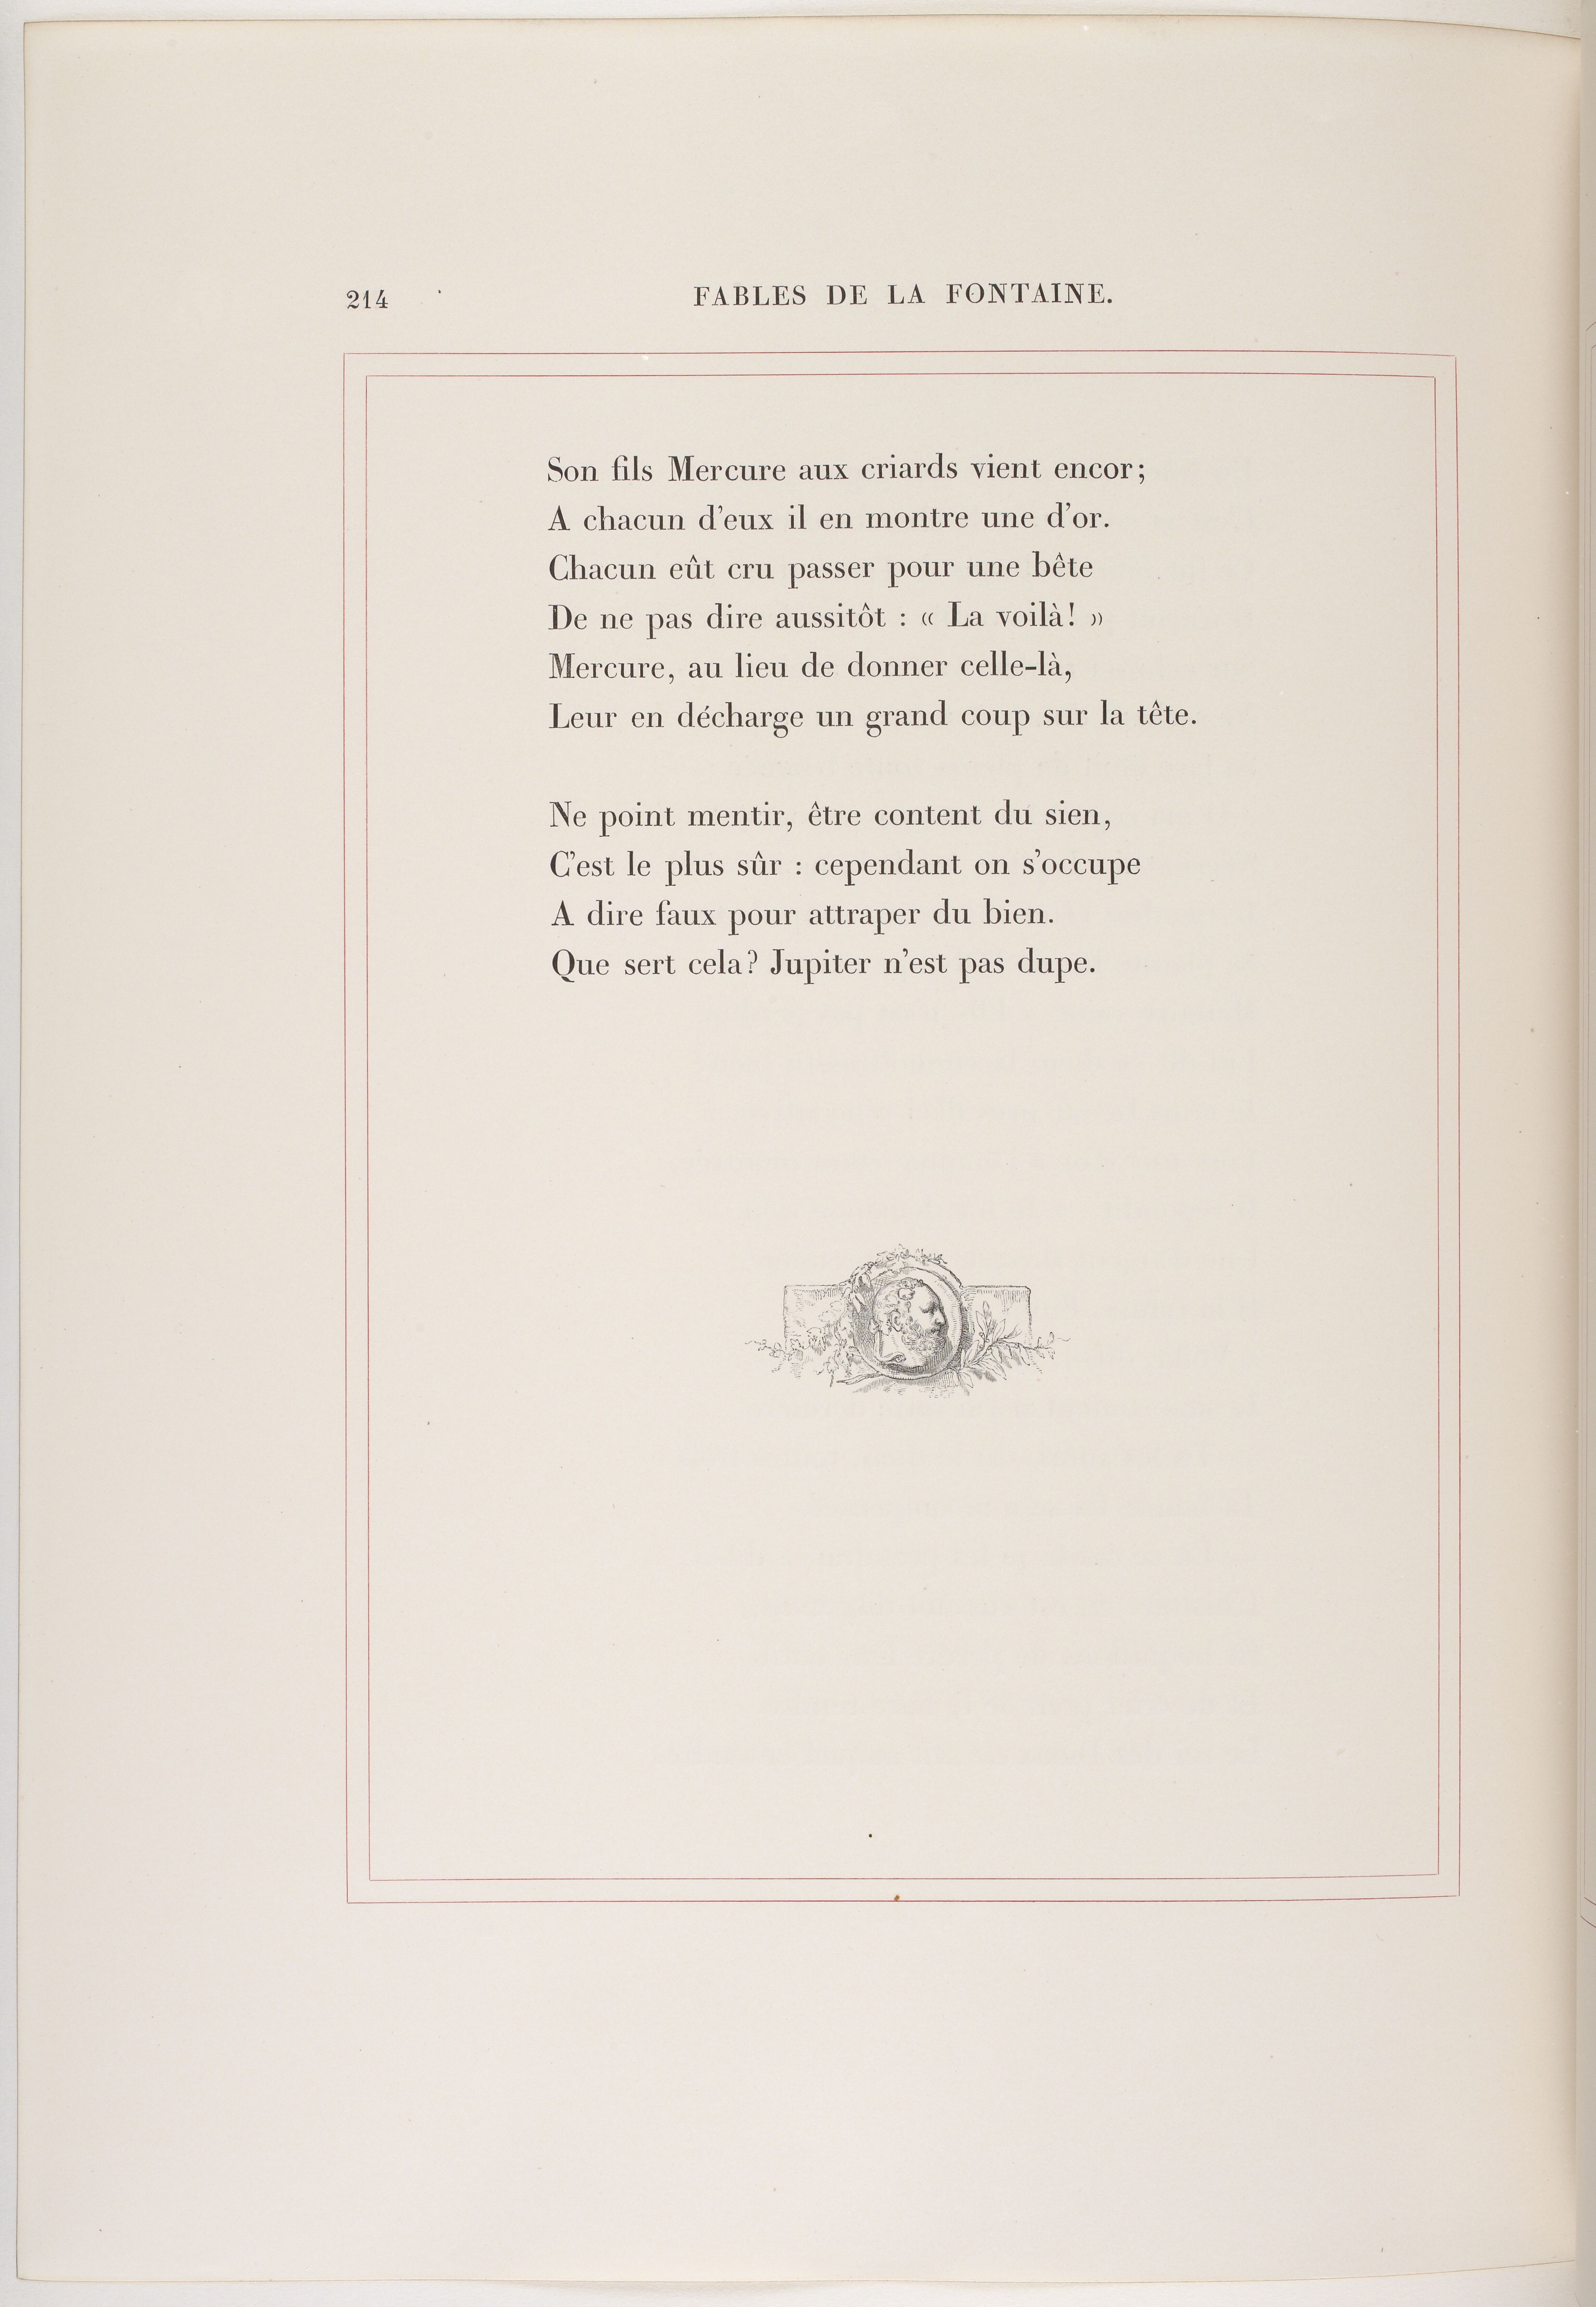 214
FABLES DE LA FONTAINE.
Son fils Mercure aux criards vient encor;
A chacun d'eux il en montre une d'or.
Chacun eût cru passer pour une bête
De ne pas dire aussitôt : « La voilà! »
Mercure, au lieu de donner celle-là,
Leur en décharge un grand coup sur la tête.
Ne point mentir, être content du sien,
C'est le plus sûr : cependant on s'occupe
A dire faux pour attraper du bien.
Que sert cela? Jupiter n'est pas dupe.